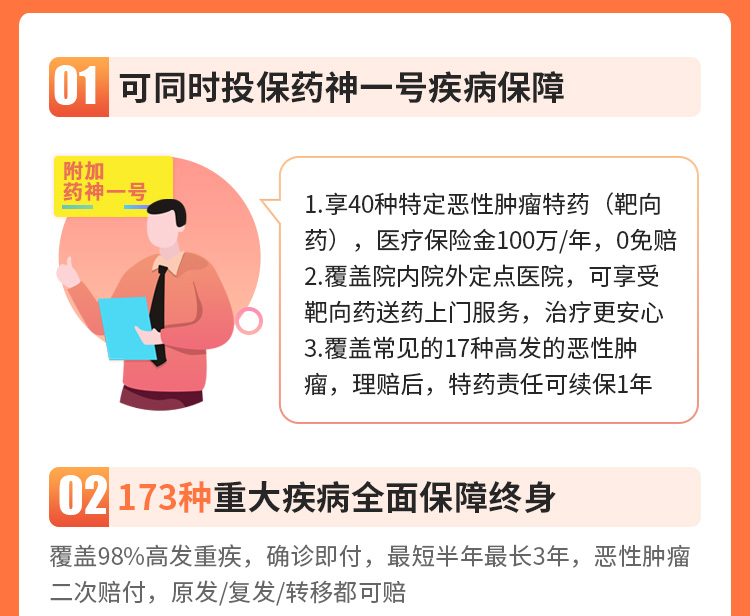 01 可同时投保药神一号疾病保障
附加
药神一号
1.享40种特定恶性肿瘤特药（靶向
药），医疗保险金100万/年，0免赔
2.覆盖院内院外定点医院，可享受
靶向药送药上门服务，治疗更安心
3.覆盖常见的17种高发的恶性肿
瘤，理赔后，特药责任可续保1年
02 173种重大疾病全面保障终身
覆盖98%高发重疾，确诊即付，最短半年最长3年，恶性肿瘤
二次赔付，原发/复发/转移都可赔